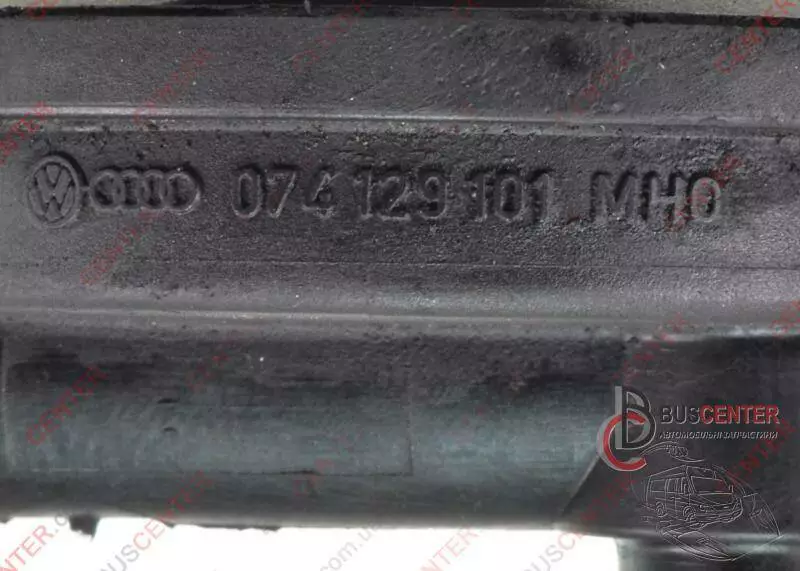 074 129 101 MH0
BUSCENTER
АВТОМОБІЛЬНІ ЗАПЧАСТИНИ